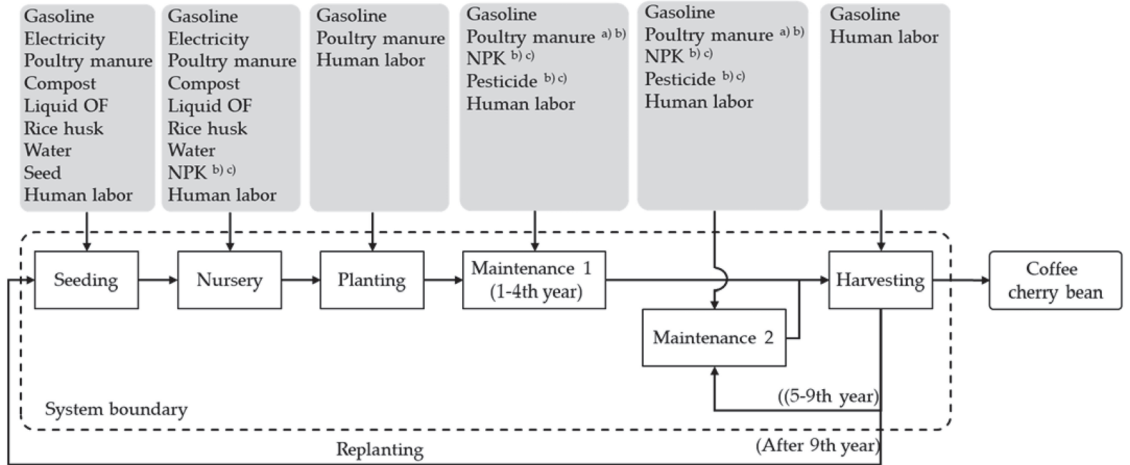 Gasoline
Electricity
Poultry manure
Compost
Liquid OF
Rice husk
Water
Seed
Human labor
Gasoline
Electricity
Poultry manure
Compost
Liquid OF
Rice husk
Water
NPK b) c)
Human labor
Gasoline
Poultry manure
Human labor
Gasoline
Poultry manure a) b)
NPK b) c)
Pesticide b) c)
Human labor
Gasoline
Poultry manure a) b)
NPK b) c)
Pesticide b) c)
Human labor
Gasoline
Human labor
Seeding
Nursery
Planting
Maintenance 1
(1-4th year)
Harvesting
Coffee
cherry bean
Maintenance 2
((5-9th year)
System boundary
(After 9th year)
Replanting